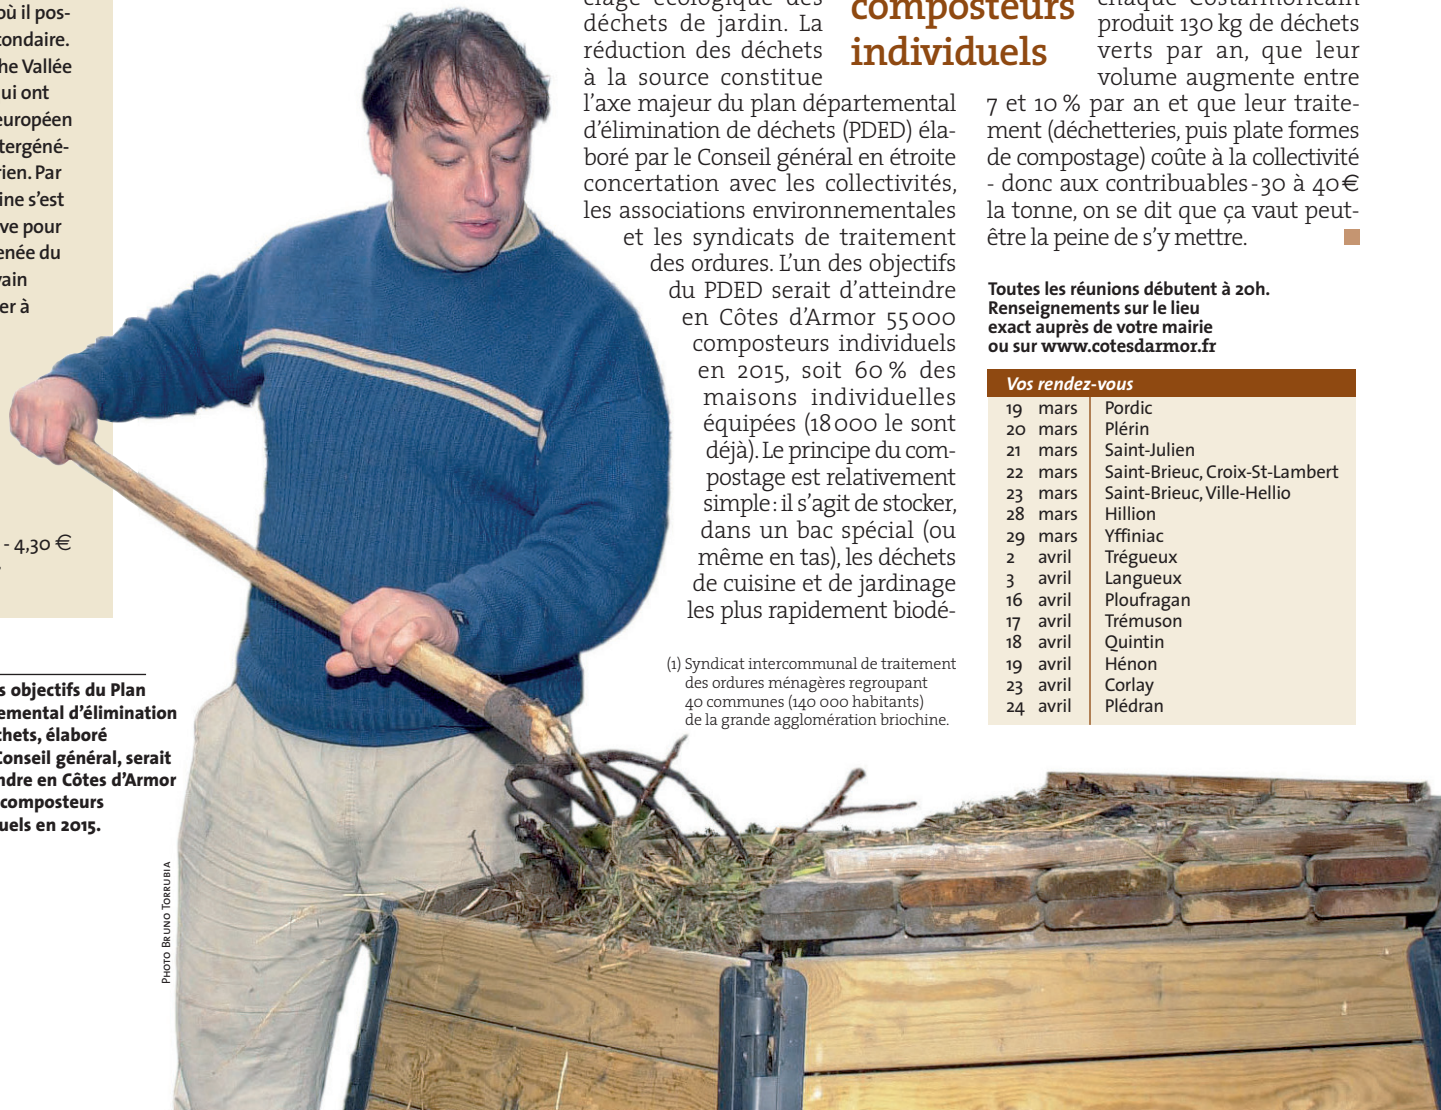 où il pos-
condaire.
he Vallée
ui ont
européen
tergéné-
rien. Par
ine s'est
ve pour
enée du
vain
er à
- 4,30 €
s objectifs du Plan
emental d'élimination
chets, élaboré
Conseil général, serait
ndre en Côtes d'Armor
composteurs
uels en 2015.
PHOTO BRUNO TORRUBIA
clage écologique des
déchets de jardin. La
réduction des déchets
à la source constitue
l'axe majeur du plan départemental
d'élimination de déchets (PDED) éla-
boré par le Conseil général en étroite
concertation avec les collectivités,
les associations environnementales
et les syndicats de traitement
des ordures. L'un des objectifs
du PDED serait d'atteindre
en Côtes d'Armor 55 000
composteurs individuels
en 2015, soit 60 % des
maisons individuelles
équipées (18 000 le sont
déjà). Le principe du com-
postage est relativement
simple : il s'agit de stocker,
dans un bac spécial (ou
même en tas), les déchets
de cuisine et de jardinage
les plus rapidement biodé-
(1) Syndicat intercommunal de traitement
des ordures ménagères regroupant
40 communes (140 000 habitants)
de la grande agglomération briochine.
composteurs
individuels
chaque Costarmoricain
produit 130 kg de déchets
verts par an, que leur
volume augmente entre
7 et 10 % par an et que leur traite-
ment (déchetteries, puis plate formes
de compostage) coûte à la collectivité
- donc aux contribuables - 30 à 40 €
la tonne, on se dit que ça vaut peut-
être la peine de s'y mettre.
Toutes les réunions débutent à 20h.
Renseignements sur le lieu
exact auprès de votre mairie
ou sur www.cotesdarmor.fr
Vos rendez-vous
19 mars Pordic
20 mars Plérin
21 mars Saint-Julien
22 mars Saint-Brieuc, Croix-St-Lambert
23 mars Saint-Brieuc, Ville-Hellio
28 mars Hillion
29 mars Yffiniac
2 avril Trégueux
3 avril Langueux
16 avril Ploufragan
17 avril Trémuson
18 avril Quintin
19 avril Hénon
23 avril Corlay
24 avril Plédran